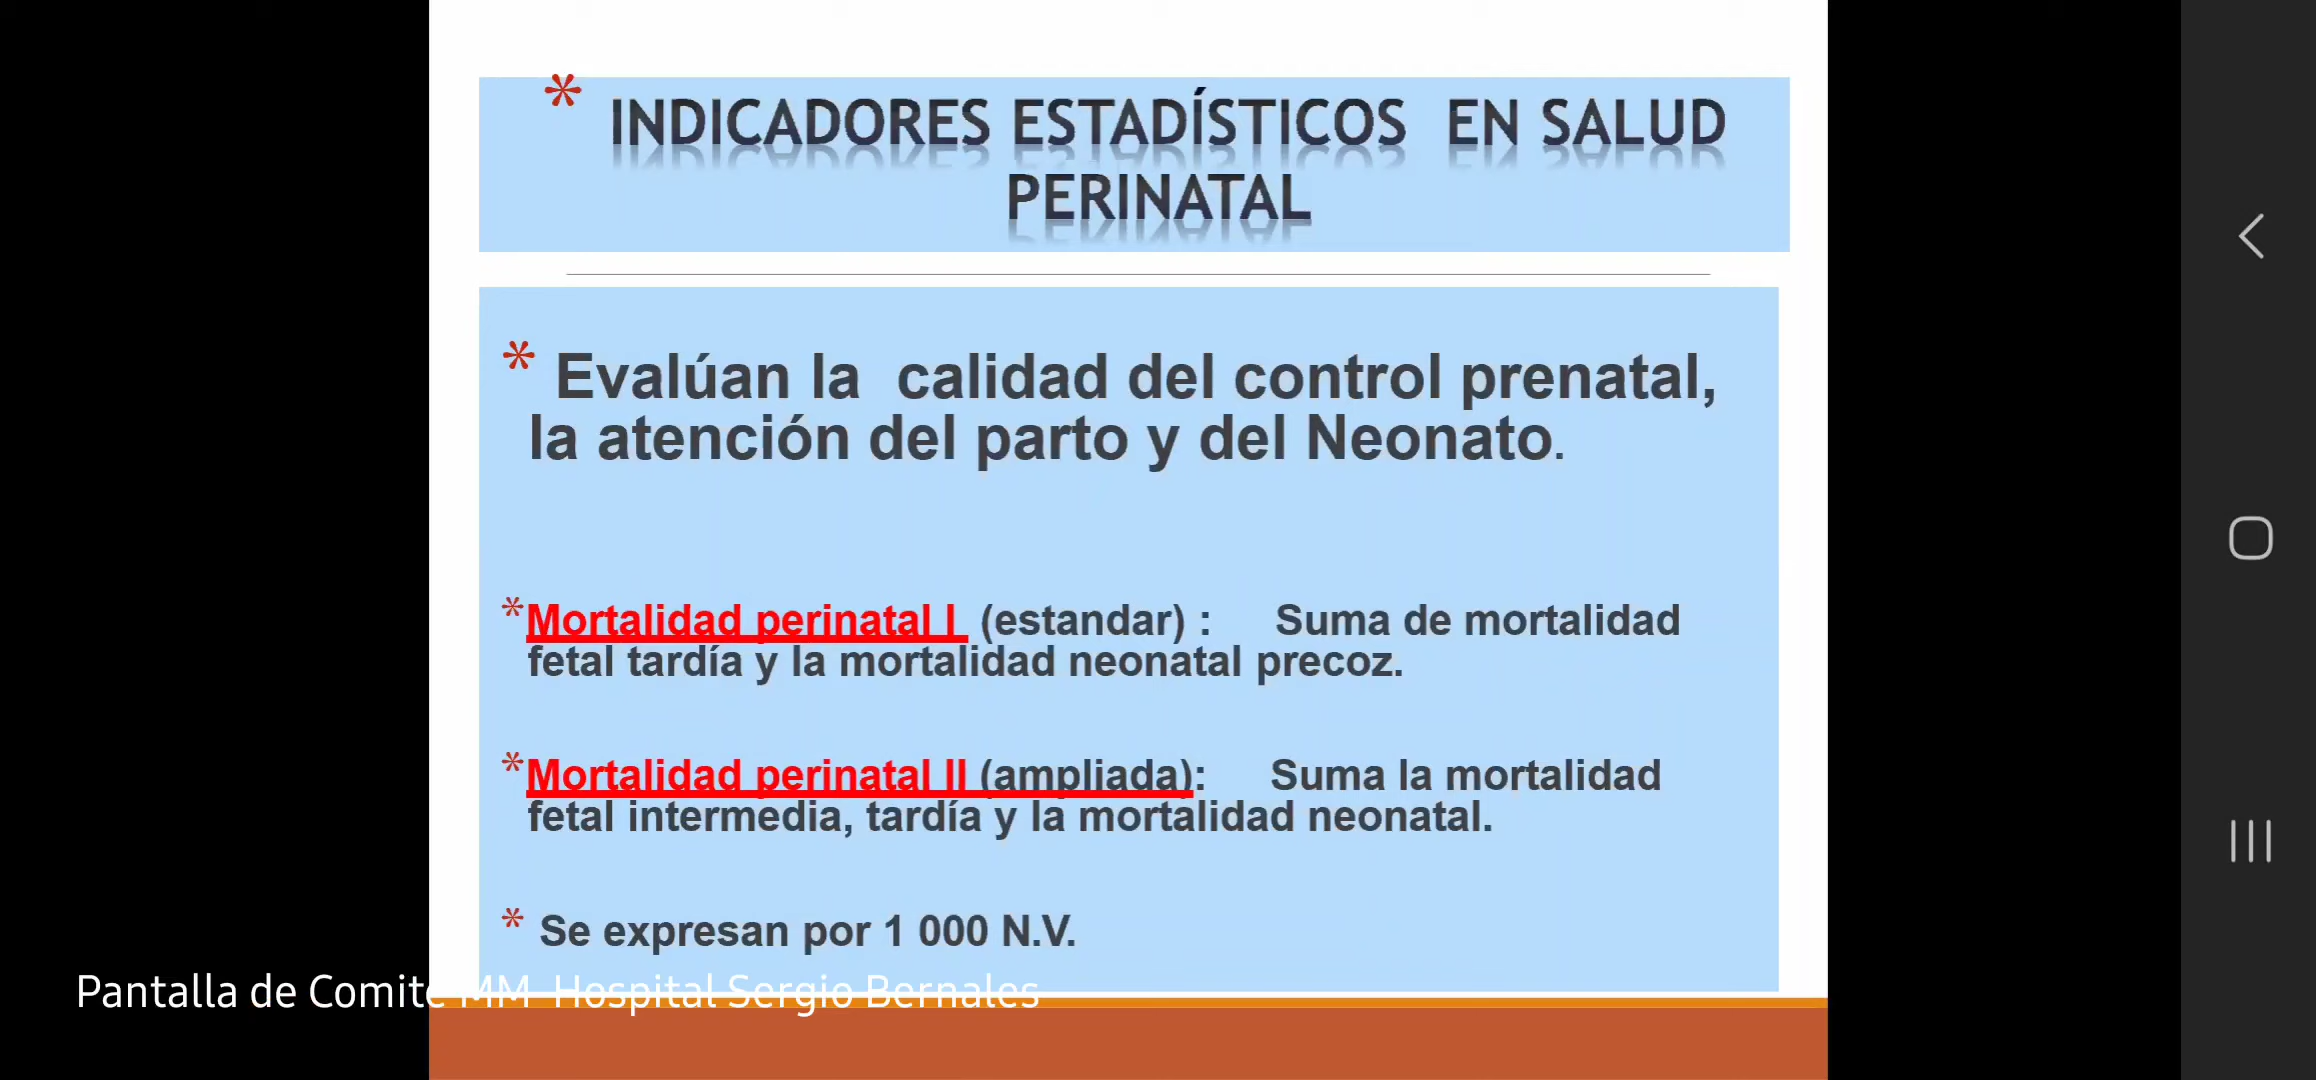 * INDICADORES ESTADÍSTICOS EN SALUD
PERINATAL
* Evalúan la calidad del control prenatal,
la atención del parto y del Neonato.
*Mortalidad perinatal I (estandar) : Suma de mortalidad
fetal tardía y la mortalidad neonatal precoz.
*Mortalidad perinatal II (ampliada): Suma la mortalidad
fetal intermedia, tardía y la mortalidad neonatal.
* Se expresan por 1 000 N.V.
Pantalla de Comite MM Hospital Sergio Bernales